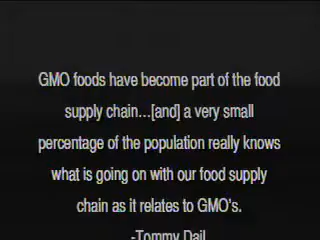 GMO foods have become part of the food
supply chain...[and] a very small
percentage of the population really knows
what is going on with our food supply
chain as it relates to GMO's.
-Tommy Dail